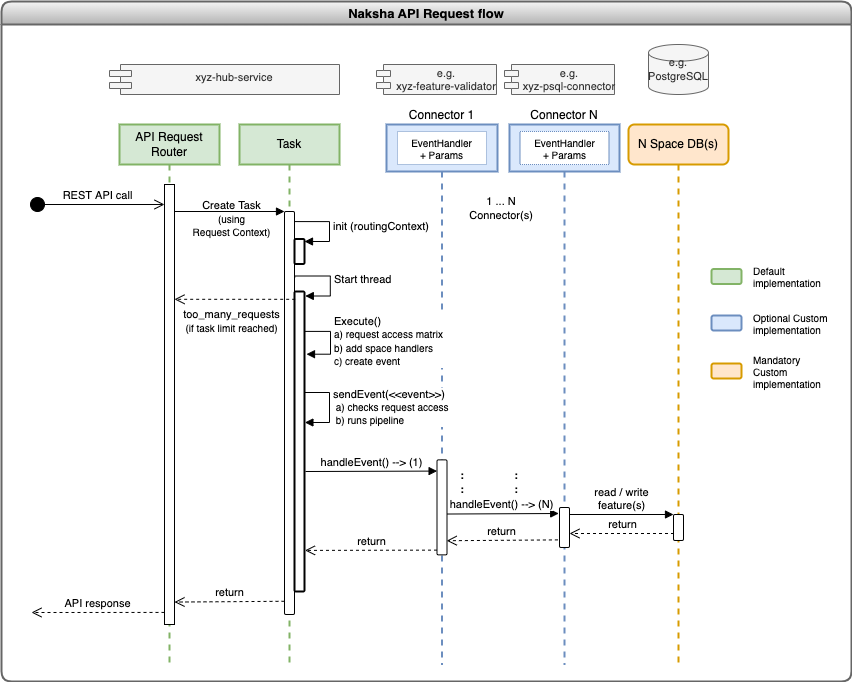 Naksha API Request flow
xyz-hub-service
e.g.
xyz-feature-validator
e.g.
xyz-psql-connector
e.g.
PostgreSQL
Connector 1
Connector N
API Request
Router
Task
EventHandler
+ Params
EventHandler
+ Params
N Space DB(s)
REST API call
Create Task
(using
Request Context)
1 ... N
Connector(s)
init (routingContext)
Start thread
Default
implementation
too_many_requests
(if task limit reached)
Execute()
a) request access matrix
b) add space handlers
c) create event
Optional Custom
implementation
Mandatory
Custom
implementation
sendEvent(<<event>>)
a) checks request access
b) runs pipeline
handleEvent() --> (1)
:
:
:
:
handleEvent() --> (N)
read / write
feature(s)
return
return
return
return
API response